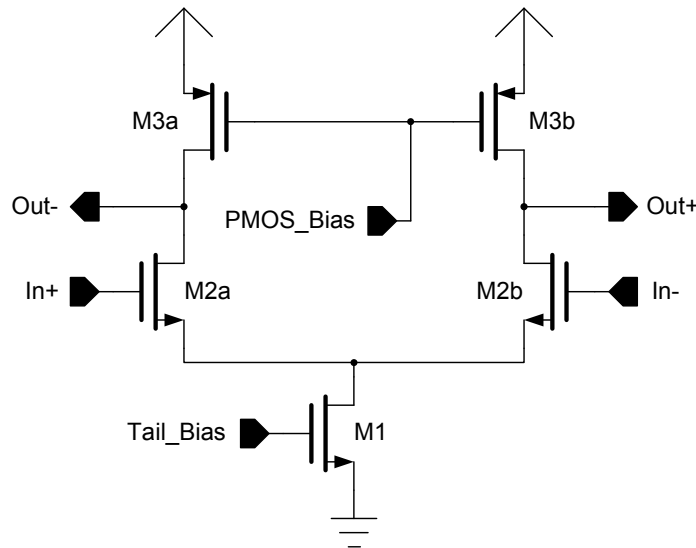 M3a
M3b
Out-
PMOS_Bias
Out+
In+
M2a
M2b
In-
Tail_Bias
M1